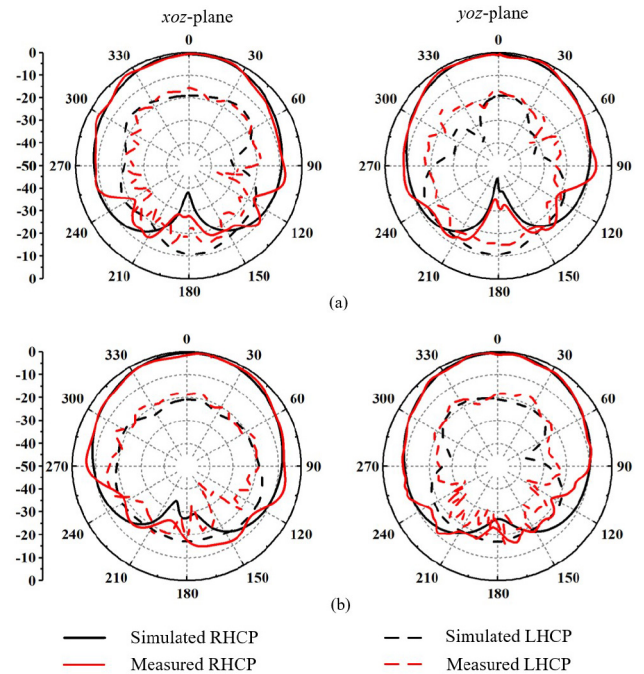 xoz-plane yoz-plane
0 0
-0 330 30 330 30
-10
-20 300 60 300 60
-30
-40
-50 270 90 270 90
-40
-30
-20 240 120 240 120
-10
-0 210 150 210 150
180 180
(a)
0 0
0 330 30 330 30
-10
-20 300 60 300 60
-30
-40
-50 270 90 270 90
-40
-30
-20 240 120 240 120
-10
0 210 150 210 150
180 180
(b)
Simulated RHCP Simulated LHCP
Measured RHCP Measured LHCP